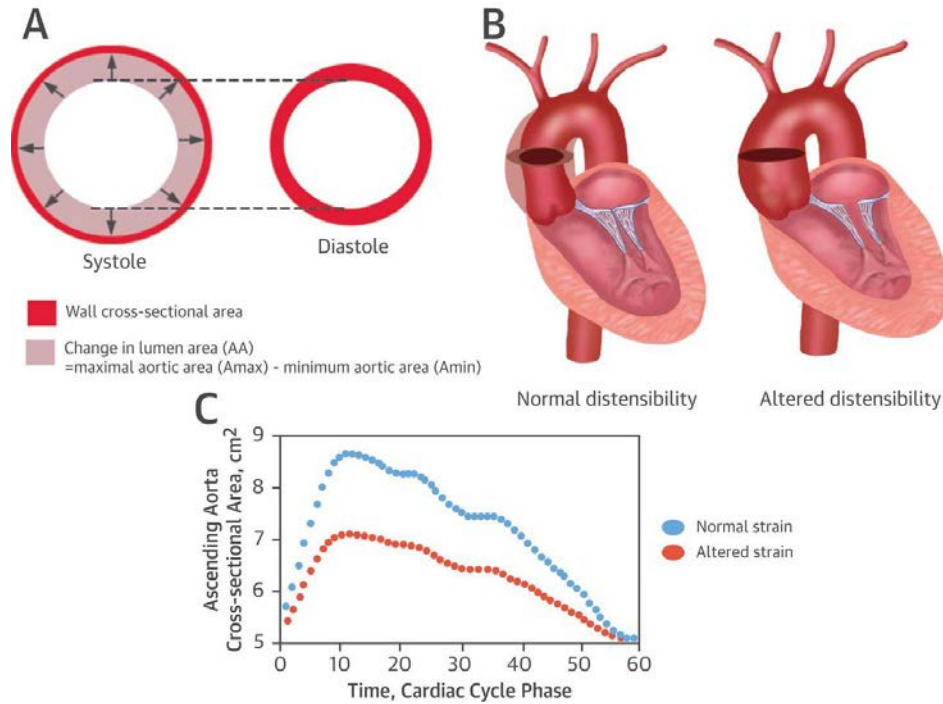 A
Systole
Diastole
Wall cross-sectional area
Change in lumen area (AA)
=maximal aortic area (Amax) - minimum aortic area (Amin)
B
Normal distensibility
Altered distensibility
C
Ascending Aorta
Cross-sectional Area, cm²
9
8
7
6
5
0
10
20
30
40
50
60
Time, Cardiac Cycle Phase
Normal strain
Altered strain